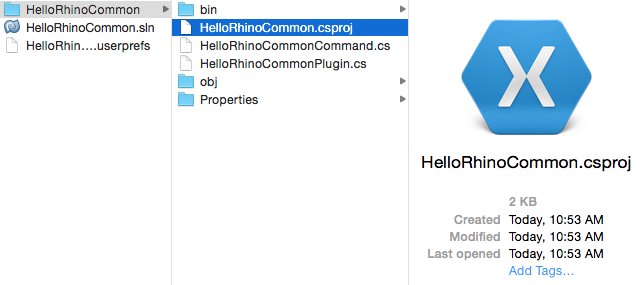 HelloRhinoCommon
HelloRhinoCommon.sln
HelloRhin....userprefs
bin
HelloRhinoCommon.csproj
HelloRhinoCommonCommand.cs
HelloRhinoCommonPlugin.cs
obj
Properties
HelloRhinoCommon.csproj
2 KB
Created Today, 10:53 AM
Modified Today, 10:53 AM
Last opened Today, 10:53 AM
Add Tags...